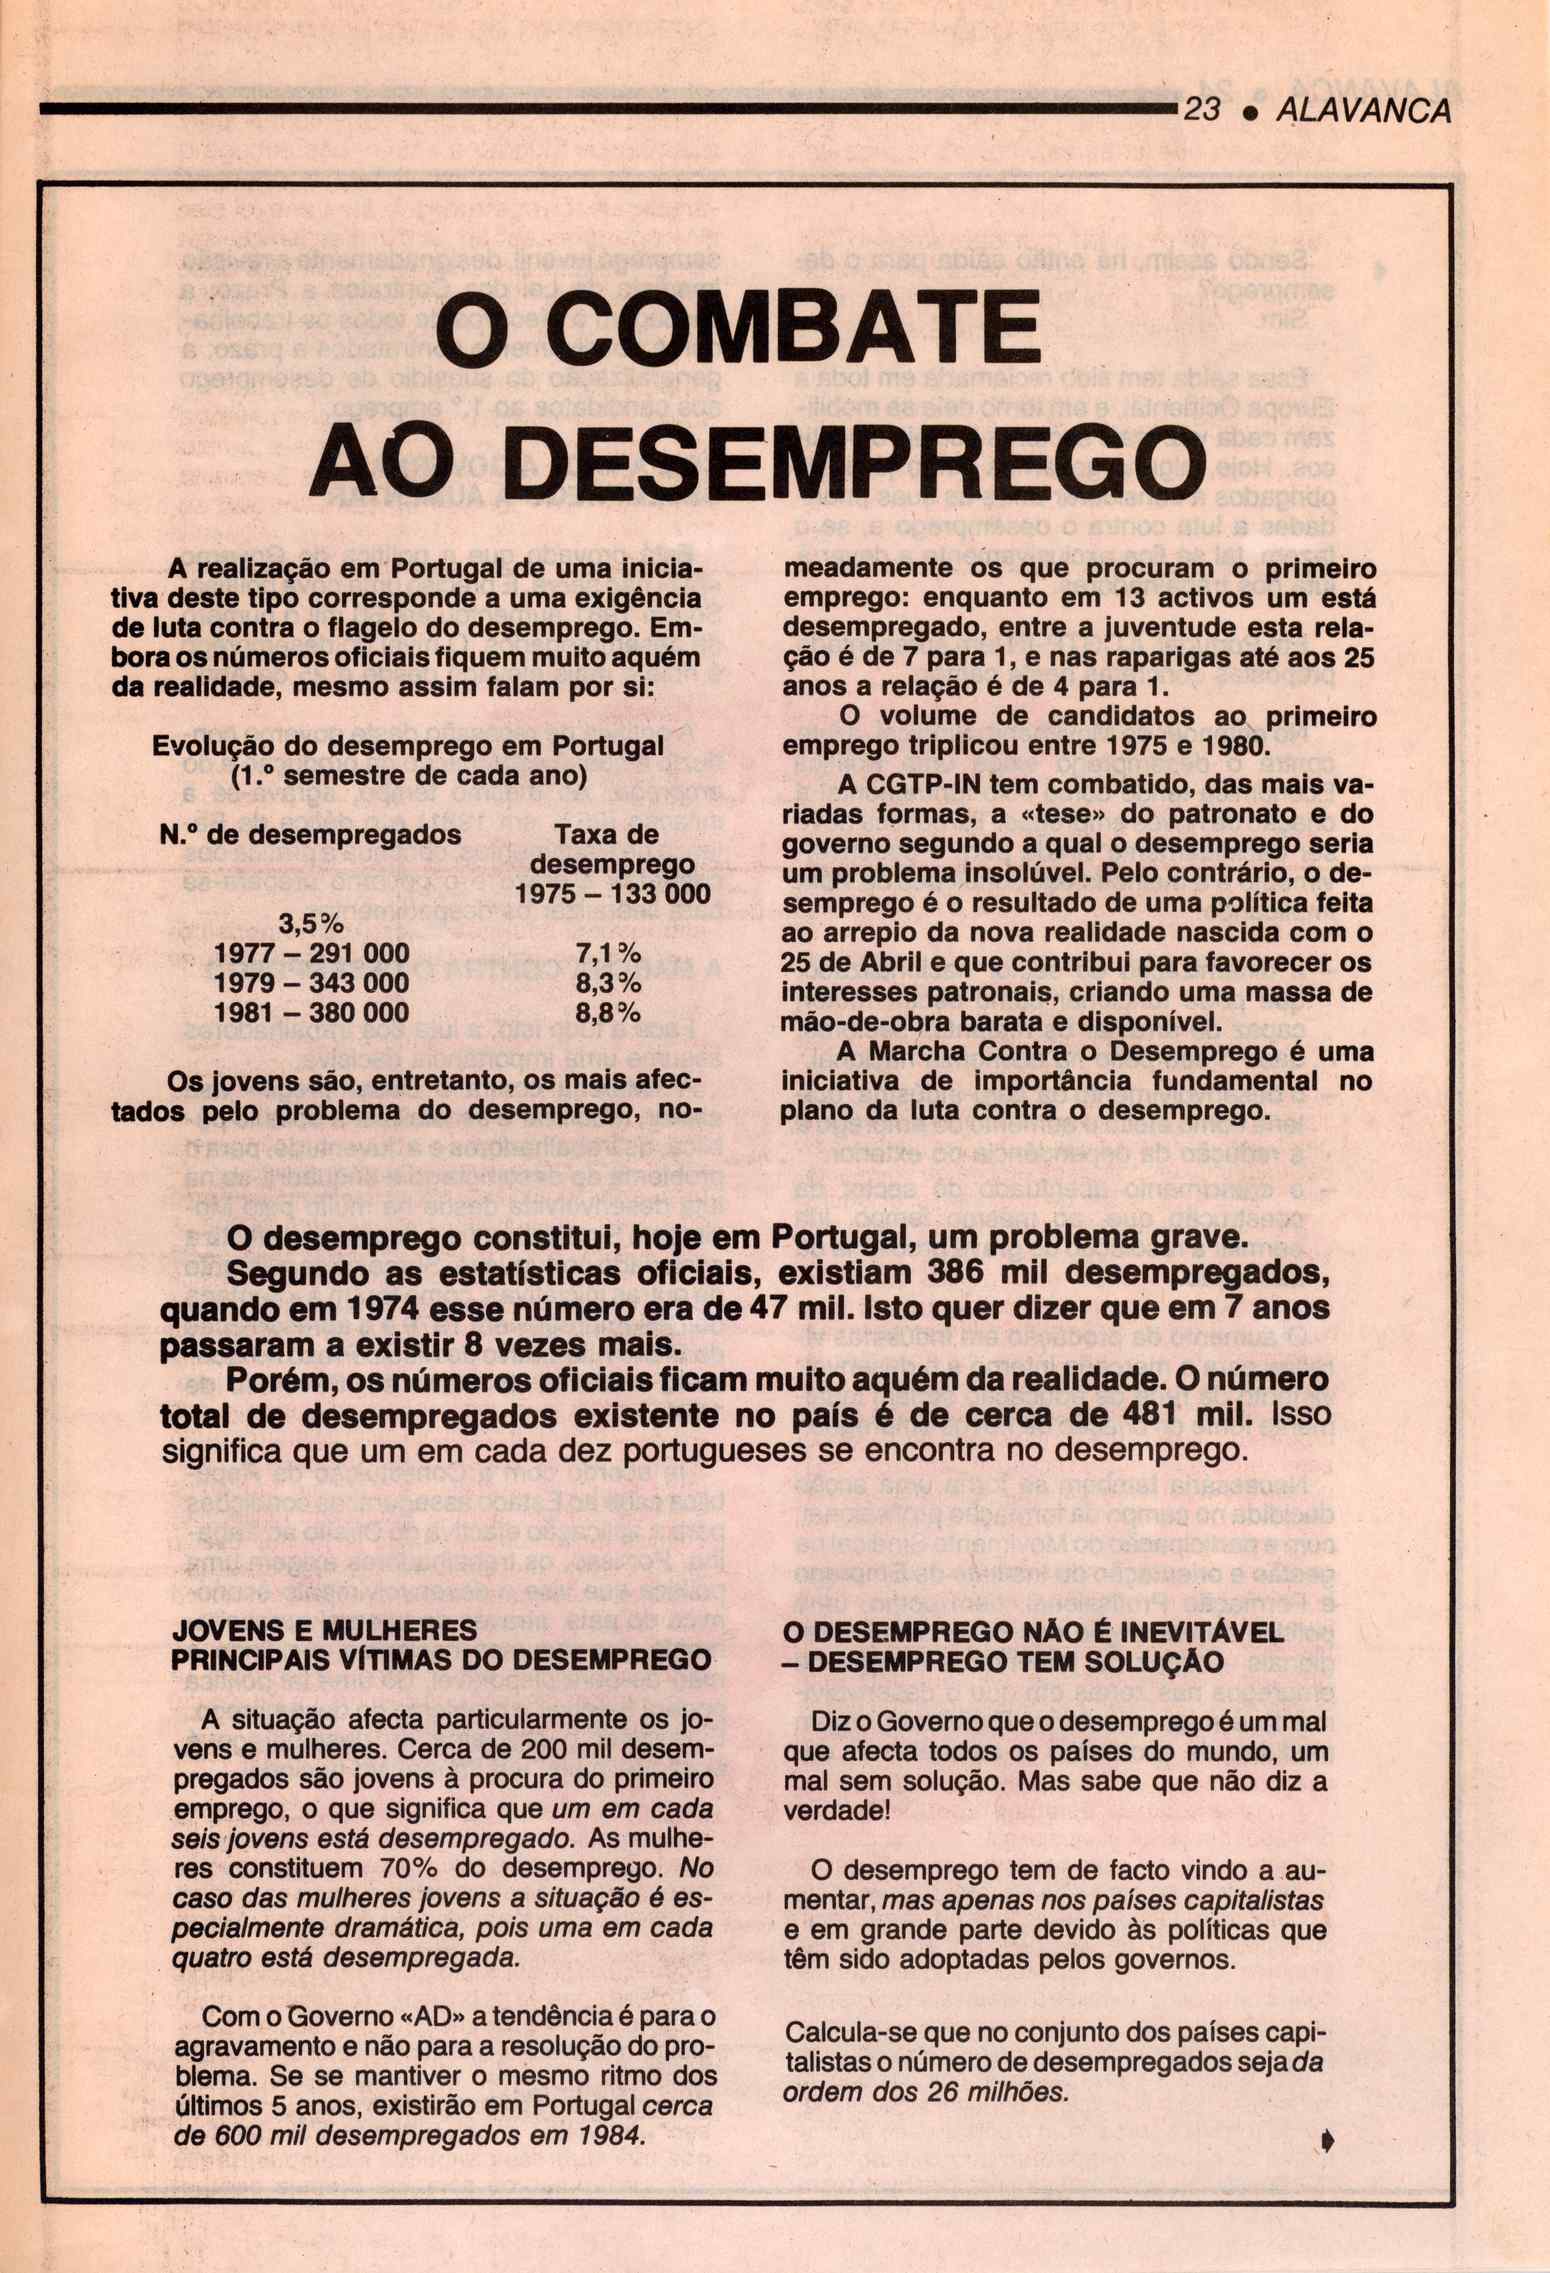 23 • ALAVANCA
O COMBATE
AO DESEMPREGO
A realização em Portugal de uma inicia-
tiva deste tipo corresponde a uma exigência
de luta contra o flagelo do desemprego. Em-
bora os números oficiais fiquem muito aquém
da realidade, mesmo assim falam por si:
Evolução do desemprego em Portugal
(1.º semestre de cada ano)
N.º de desempregados Taxa de
desemprego
1975 – 133 000
3,5%
1977 – 291 000 7,1%
1979 – 343 000 8,3%
1981 – 380 000 8,8%
Os jovens são, entretanto, os mais afec-
tados pelo problema do desemprego, no-
meadamente os que procuram o primeiro
emprego: enquanto em 13 activos um está
desempregado, entre a juventude esta rela-
ção é de 7 para 1, e nas raparigas até aos 25
anos a relação é de 4 para 1.
O volume de candidatos ao primeiro
emprego triplicou entre 1975 e 1980.
A CGTP-IN tem combatido, das mais va-
riadas formas, a «tese» do patronato e do
governo segundo a qual o desemprego seria
um problema insolúvel. Pelo contrário, o de-
semprego é o resultado de uma política feita
ao arrepio da nova realidade nascida com o
25 de Abril e que contribui para favorecer os
interesses patronais, criando uma massa de
mão-de-obra barata e disponível.
A Marcha Contra o Desemprego é uma
iniciativa de importância fundamental no
plano da luta contra o desemprego.
O desemprego constitui, hoje em Portugal, um problema grave.
Segundo as estatísticas oficiais, existiam 386 mil desempregados,
quando em 1974 esse número era de 47 mil. Isto quer dizer que em 7 anos
passaram a existir 8 vezes mais.
Porém, os números oficiais ficam muito aquém da realidade. O número
total de desempregados existente no país é de cerca de 481 mil. Isso
significa que um em cada dez portugueses se encontra no desemprego.
JOVENS E MULHERES
PRINCIPAIS VÍTIMAS DO DESEMPREGO
A situação afecta particularmente os jo-
vens e mulheres. Cerca de 200 mil desem-
pregados são jovens à procura do primeiro
emprego, o que significa que um em cada
seis jovens está desempregado. As mulhe-
res constituem 70% do desemprego. No
caso das mulheres jovens a situação é es-
pecialmente dramática, pois uma em cada
quatro está desempregada.
Com o Governo «AD» a tendência é para o
agravamento e não para a resolução do pro-
blema. Se se mantiver o mesmo ritmo dos
últimos 5 anos, existirão em Portugal cerca
de 600 mil desempregados em 1984.
O DESEMPREGO NÃO É INEVITÁVEL
– DESEMPREGO TEM SOLUÇÃO
Diz o Governo que o desemprego é um mal
que afecta todos os países do mundo, um
mal sem solução. Mas sabe que não diz a
verdade!
O desemprego tem de facto vindo a au-
mentar, mas apenas nos países capitalistas
e em grande parte devido às políticas que
têm sido adoptadas pelos governos.
Calcula-se que no conjunto dos países capi-
talistas o número de desempregados seja da
ordem dos 26 milhões.